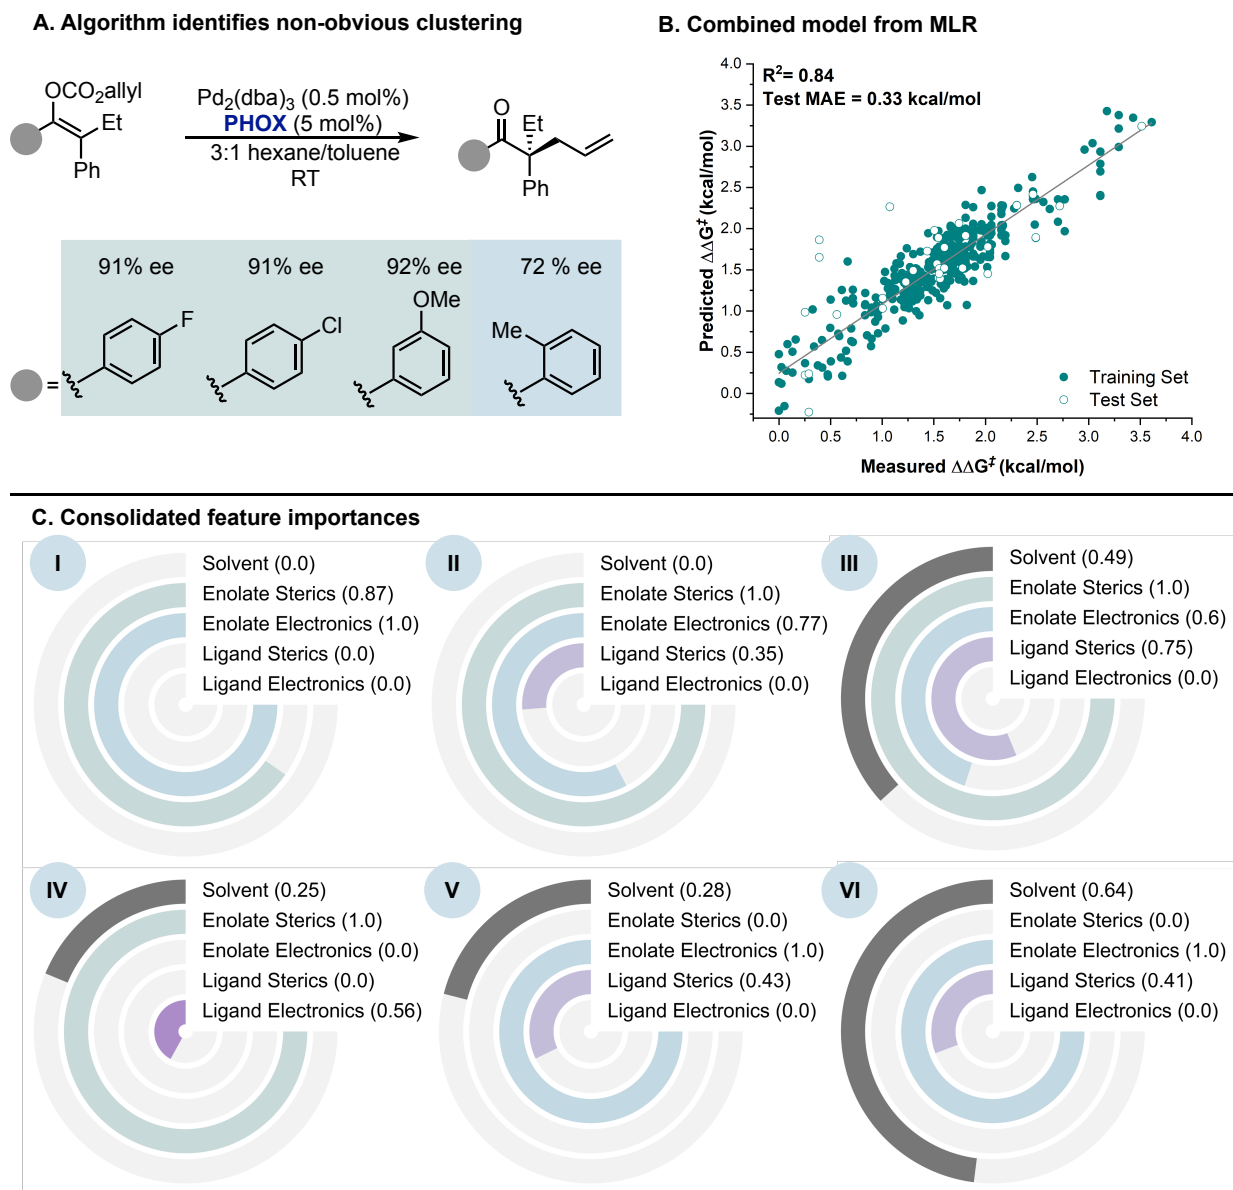 A. Algorithm identifies non-obvious clustering
OCO2allyl
Et
Ph
Pd2(dba)3 (0.5 mol%)
PHOX (5 mol%)
3:1 hexane/toluene
RT
O
Et
Ph
91% ee
91% ee
92% ee
72 % ee
F
Cl
OMe
Me
=
B. Combined model from MLR
R2= 0.84
Test MAE = 0.33 kcal/mol
Predicted ΔΔG‡ (kcal/mol)
4.0
3.5
3.0
2.5
2.0
1.5
1.0
0.5
0.0
Training Set
Test Set
0.0 0.5 1.0 1.5 2.0 2.5 3.0 3.5 4.0
Measured ΔΔG‡ (kcal/mol)
C. Consolidated feature importances
I
Solvent (0.0)
Enolate Sterics (0.87)
Enolate Electronics (1.0)
Ligand Sterics (0.0)
Ligand Electronics (0.0)
II
Solvent (0.0)
Enolate Sterics (1.0)
Enolate Electronics (0.77)
Ligand Sterics (0.35)
Ligand Electronics (0.0)
III
Solvent (0.49)
Enolate Sterics (1.0)
Enolate Electronics (0.6)
Ligand Sterics (0.75)
Ligand Electronics (0.0)
IV
Solvent (0.25)
Enolate Sterics (1.0)
Enolate Electronics (0.0)
Ligand Sterics (0.0)
Ligand Electronics (0.56)
V
Solvent (0.28)
Enolate Sterics (0.0)
Enolate Electronics (1.0)
Ligand Sterics (0.43)
Ligand Electronics (0.0)
VI
Solvent (0.64)
Enolate Sterics (0.0)
Enolate Electronics (1.0)
Ligand Sterics (0.41)
Ligand Electronics (0.0)